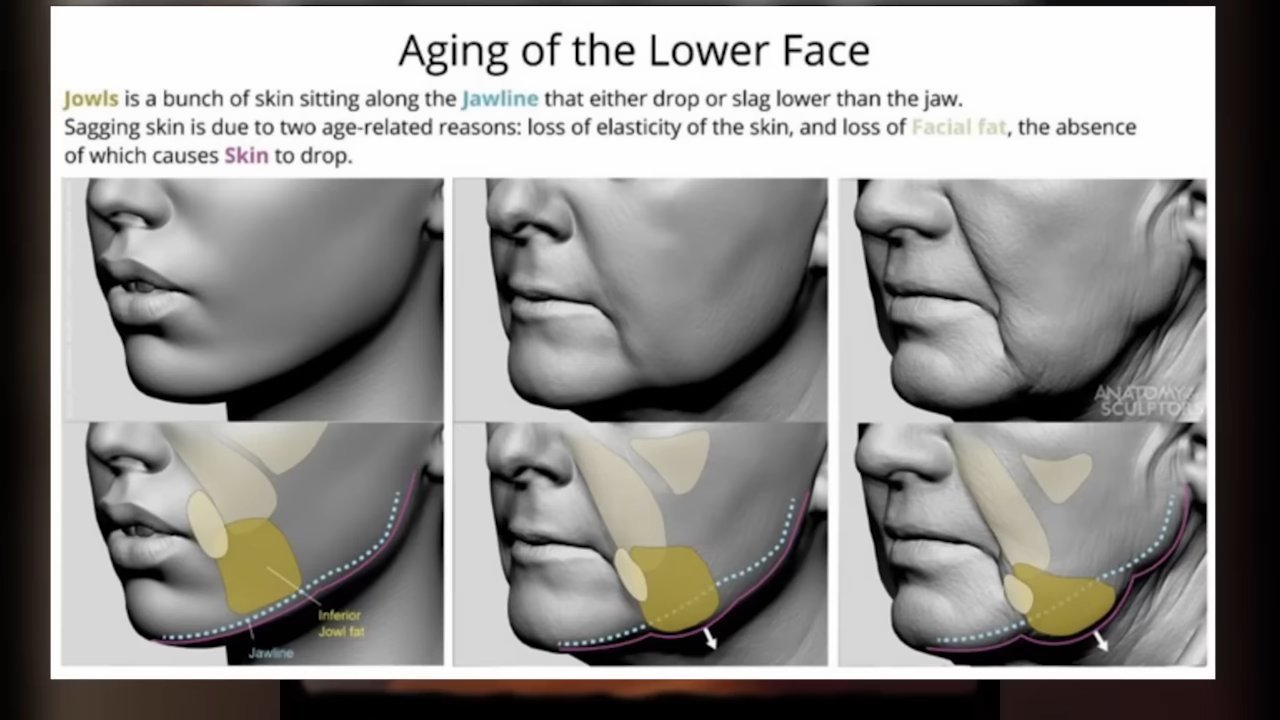 Aging of the Lower Face
Jowls is a bunch of skin sitting along the Jawline that either drop or slag lower than the jaw.
Sagging skin is due to two age-related reasons: loss of elasticity of the skin, and loss of Facial fat, the absence
of which causes Skin to drop.
ANATOMY
SCULPTORS
Inferior
Jowl fat
Jawline